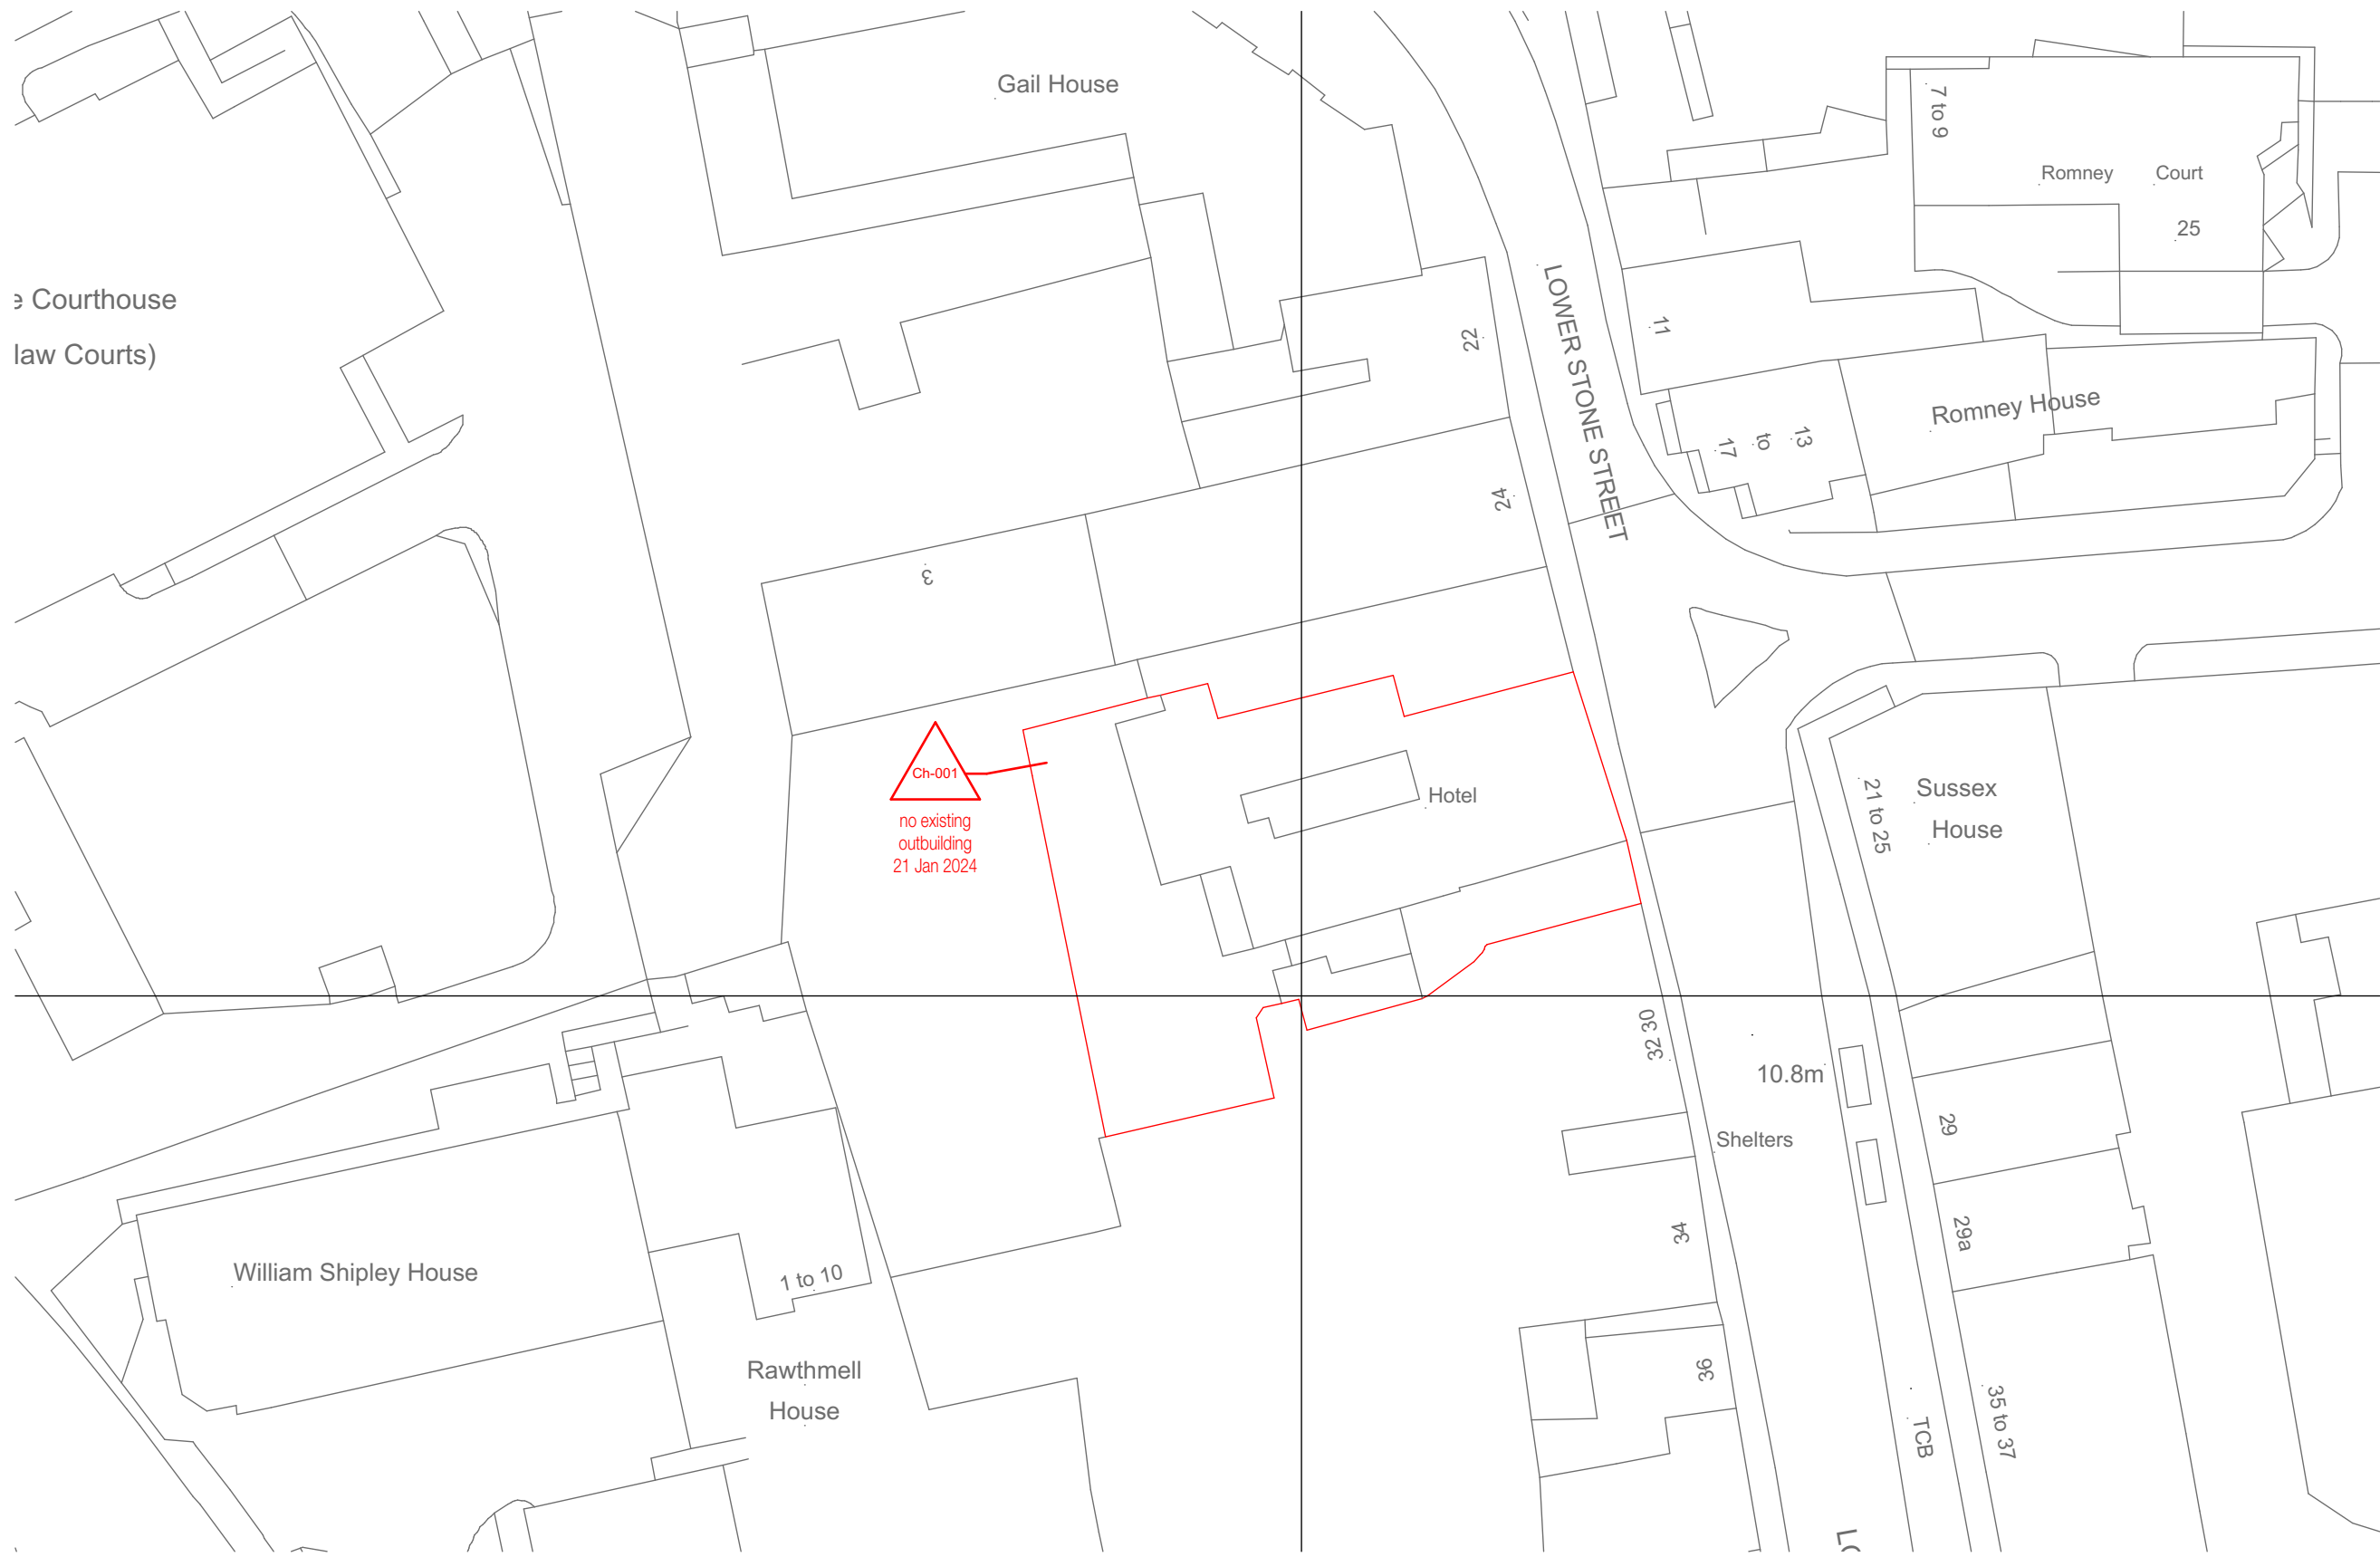 Gail House
7 to 9
Romney Court
25
e Courthouse
law Courts)
LOWER STONE STREET
11
22
Romney House
17 to 13
24
3
Ch-001
no existing
outbuilding
21 Jan 2024
Hotel
21 to 25
Sussex
House
32 30
10.8m
Shelters
29
29a
34
William Shipley House
1 to 10
Rawthmell
House
36
35 to 37
TCB
LO